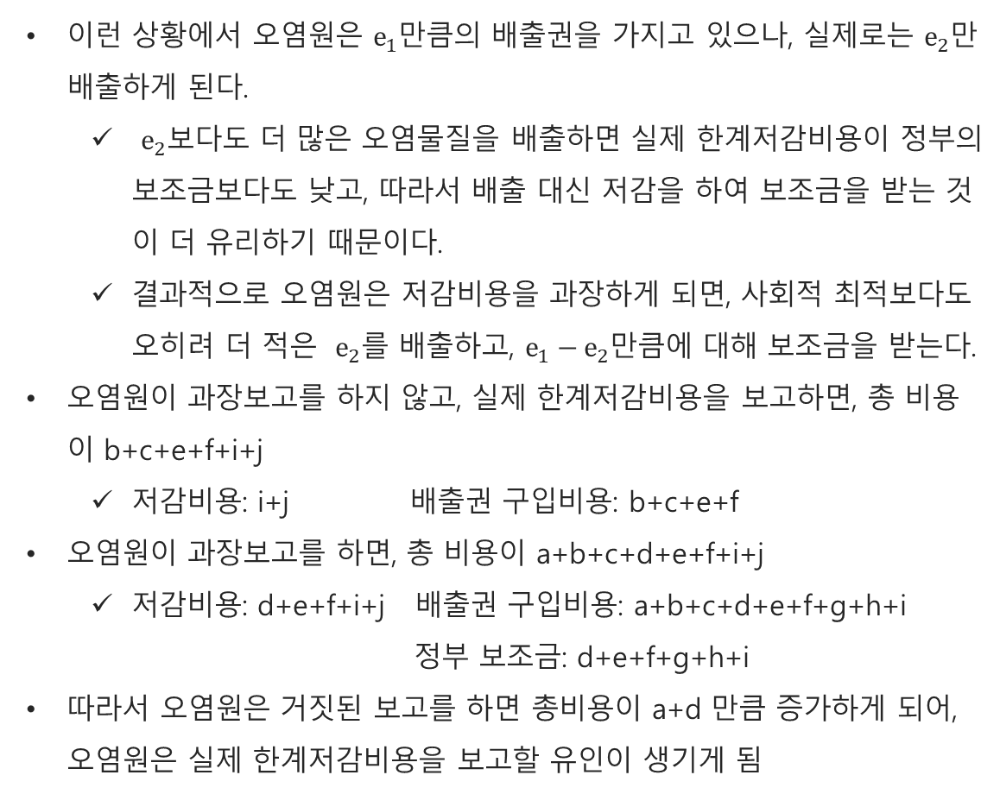 • 이런 상황에서 오염원은 e₁만큼의 배출권을 가지고 있으나, 실제로는 e₂만
배출하게 된다.
✓ e₂보다도 더 많은 오염물질을 배출하면 실제 한계저감비용이 정부의
보조금보다도 낮고, 따라서 배출 대신 저감을 하여 보조금을 받는 것
이 더 유리하기 때문이다.
✓ 결과적으로 오염원은 저감비용을 과장하게 되면, 사회적 최적보다도
오히려 더 적은 e₂를 배출하고, e₁ − e₂만큼에 대해 보조금을 받는다.
• 오염원이 과장보고를 하지 않고, 실제 한계저감비용을 보고하면, 총 비용
이 b+c+e+f+i+j
✓ 저감비용: i+j 배출권 구입비용: b+c+e+f
• 오염원이 과장보고를 하면, 총 비용이 a+b+c+d+e+f+i+j
✓ 저감비용: d+e+f+i+j 배출권 구입비용: a+b+c+d+e+f+g+h+i
정부 보조금: d+e+f+g+h+i
• 따라서 오염원은 거짓된 보고를 하면 총비용이 a+d 만큼 증가하게 되어,
오염원은 실제 한계저감비용을 보고할 유인이 생기게 됨